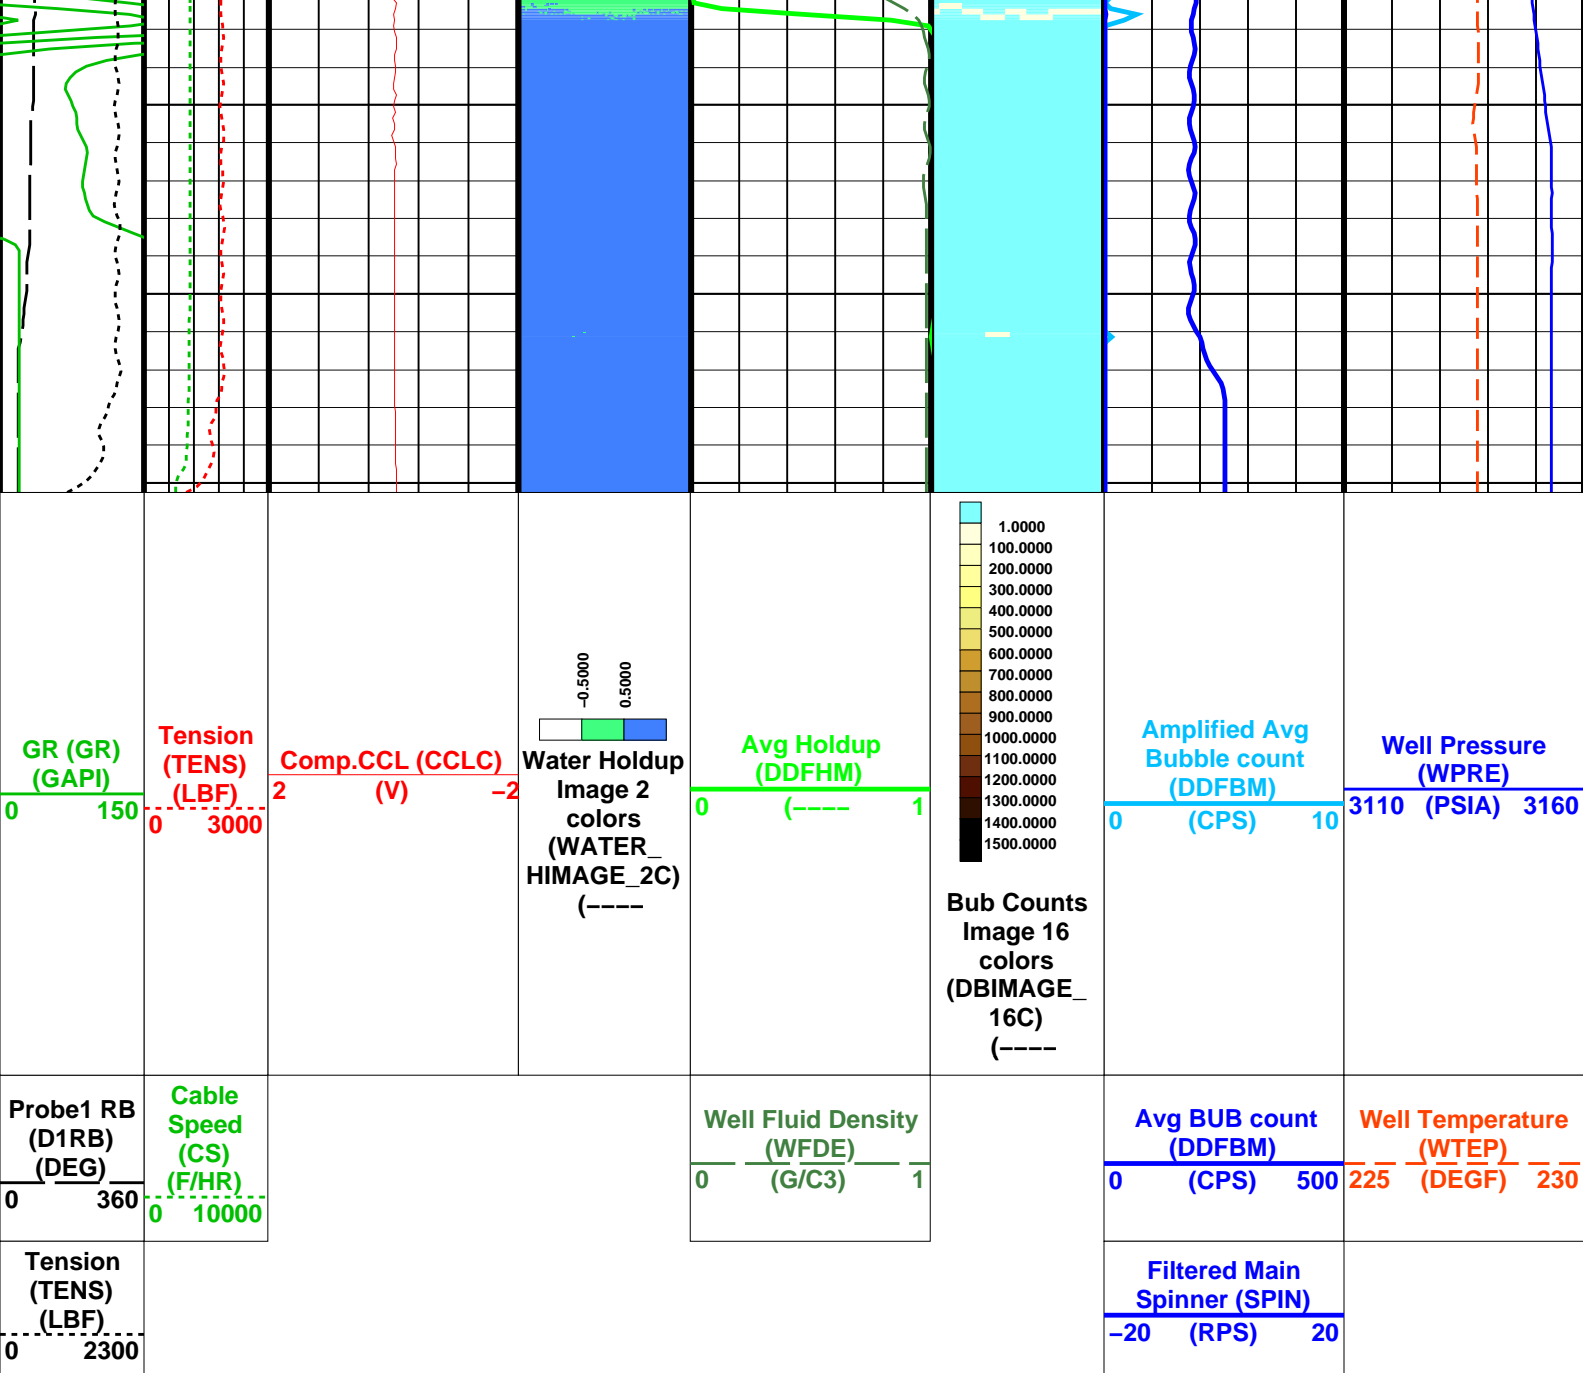 GR (GR)
(GAPI)
0 150
Tension
(TENS)
(LBF)
0 3000
Comp.CCL (CCLC)
2 (V) −2
−0.5000
0.5000
Water Holdup
Image 2
colors
(WATER_
HIMAGE_2C)
(−−−−
Avg Holdup
(DDFHM)
0 (−−−− 1
1.0000
100.0000
200.0000
300.0000
400.0000
500.0000
600.0000
700.0000
800.0000
900.0000
1000.0000
1100.0000
1200.0000
1300.0000
1400.0000
1500.0000
Bub Counts
Image 16
colors
(DBIMAGE_
16C)
(−−−−
Amplified Avg
Bubble count
(DDFBM)
0 (CPS) 10
Well Pressure
(WPRE)
3110 (PSIA) 3160
Probe1 RB
(D1RB)
(DEG)
0 360
Cable
Speed
(CS)
(F/HR)
0 10000
Well Fluid Density
(WFDE)
0 (G/C3) 1
Avg BUB count
(DDFBM)
0 (CPS) 500
Well Temperature
(WTEP)
225 (DEGF) 230
Tension
(TENS)
(LBF)
0 2300
Filtered Main
Spinner (SPIN)
−20 (RPS) 20